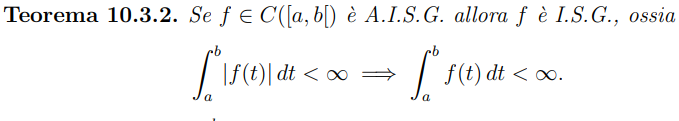 Teorema 10.3.2. Se f ∈ C([a, b[) è A.I.S.G. allora f è I.S.G., ossia
∫_a^b |f(t)| dt < ∞ ⟹ ∫_a^b f(t) dt < ∞.